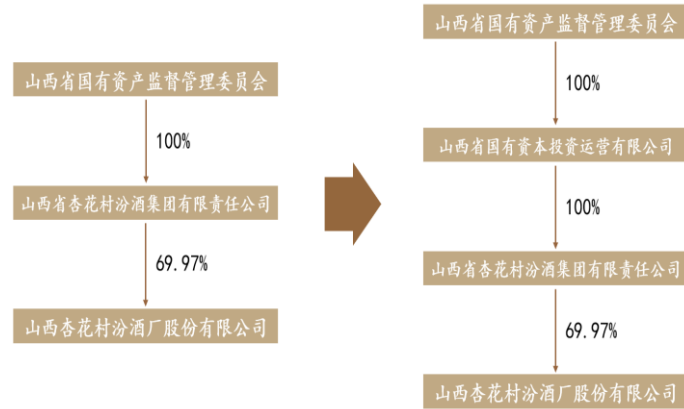 山西省国有资产监督管理委员会
100%
山西省杏花村汾酒集团有限责任公司
69.97%
山西杏花村汾酒厂股份有限公司
山西省国有资产监督管理委员会
100%
山西省国有资本投资运营有限公司
100%
山西省杏花村汾酒集团有限责任公司
69.97%
山西杏花村汾酒厂股份有限公司